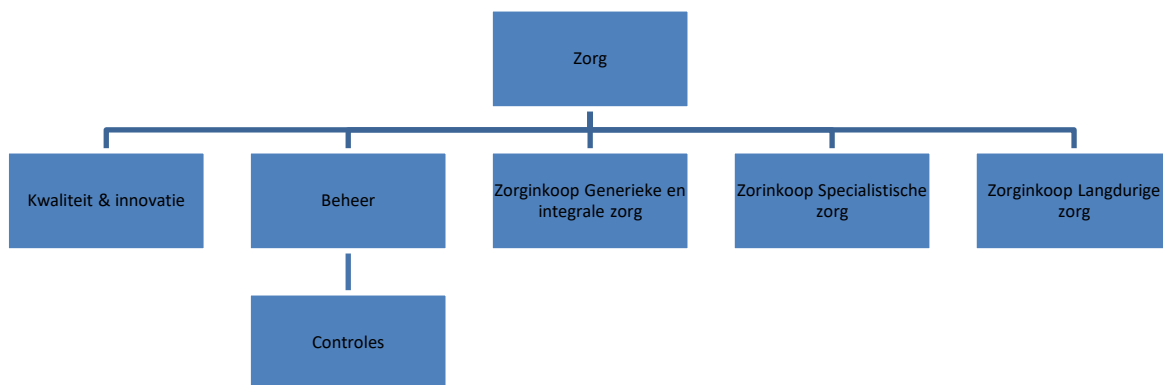 Zorg
Kwaliteit & innovatie
Beheer
Zorginkoop Generieke en
integrale zorg
Zorinkoop Specialistische
zorg
Zorginkoop Langdurige
zorg
Controles